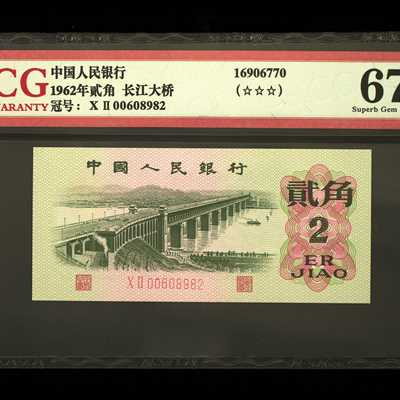 CG
WARRANTY
中国人民银行
1962年贰角 长江大桥
冠号: X II 00608982
16906770
(☆☆☆)
67
Superb Gem
中國人民銀行
貳角
2
ER
JIAO
X II 00608982